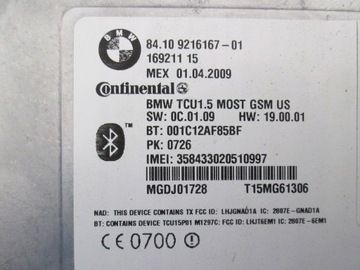 BMW
84.10 9216167-01
169211 15
MEX 01.04.2009
Continental
BMW TCU1.5 MOST GSM US
SW: 0C.01.09 HW: 19.00.01
BT: 001C12AF85BF
PK: 0726
IMEI: 358433020510997
MGDJ01728 T15MG61306
NAD: THIS DEVICE CONTAINS TX FCC ID: LHJGNAD1A IC: 2807E-GNAD1A
BT: CONTAINS DEVICE TCU15P01 M1297C: FCC ID: LHJT6EM1 IC: 2807E-6EM1
CE 0700 !